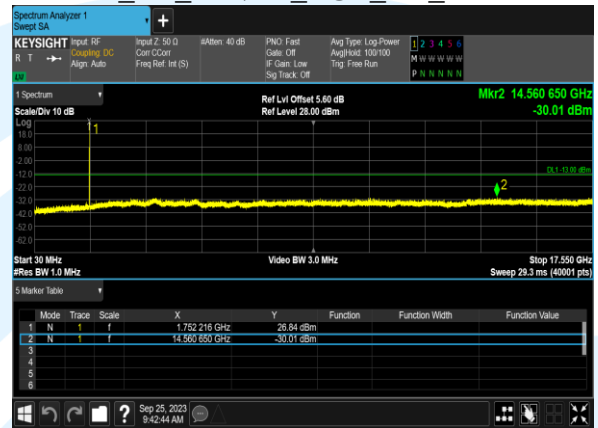 Spectrum Analyzer 1
Swept SA
KEYSIGHT Input: RF Input Z: 50 Ω #Atten: 40 dB PNO: Fast Avg Type: Log-Power 1 2 3 4 5 6
R T Coupling: DC Corr CCorr Gate: Off Avg|Hold: 100/100 M W W W W W
Align: Auto Freq Ref: Int (S) IF Gain: Low Trig: Free Run P N N N N N
LV Sig Track: Off
1 Spectrum Ref Lvl Offset 5.60 dB Mkr2 14.560 650 GHz
Scale/Div 10 dB Ref Level 28.00 dBm -30.01 dBm
Log
1
18.0
8.00
-2.00
DL1 -13.00 dBm
-12.0
-22.0
2
-32.0
-42.0
-52.0
-62.0
Start 30 MHz Video BW 3.0 MHz Stop 17.550 GHz
#Res BW 1.0 MHz Sweep 29.3 ms (40001 pts)
5 Marker Table
Mode Trace Scale X Y Function Function Width Function Value
1 N 1 f 1.752 216 GHz 26.84 dBm
2 N 1 f 14.560 650 GHz -30.01 dBm
3
4
5
6
Sep 25, 2023
9:42:44 AM